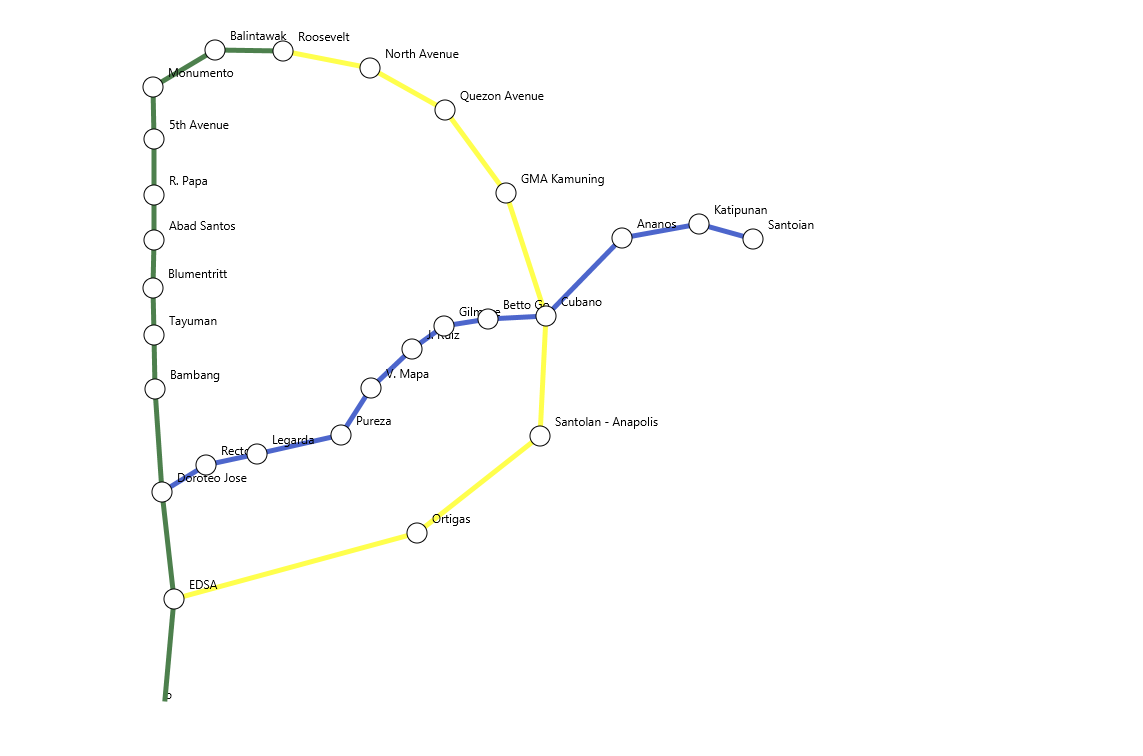 Balintawak
Roosevelt
North Avenue
Monumento
Quezon Avenue
5th Avenue
R. Papa
GMA Kamuning
Katipunan
Abad Santos
Ananos
Santoian
Blumentritt
Cubano
Betto Go
Tayuman
J. Ruiz
Bambang
V. Mapa
Pureza
Santolan - Anapolis
Legarda
Recto
Doroteo Jose
Ortigas
EDSA